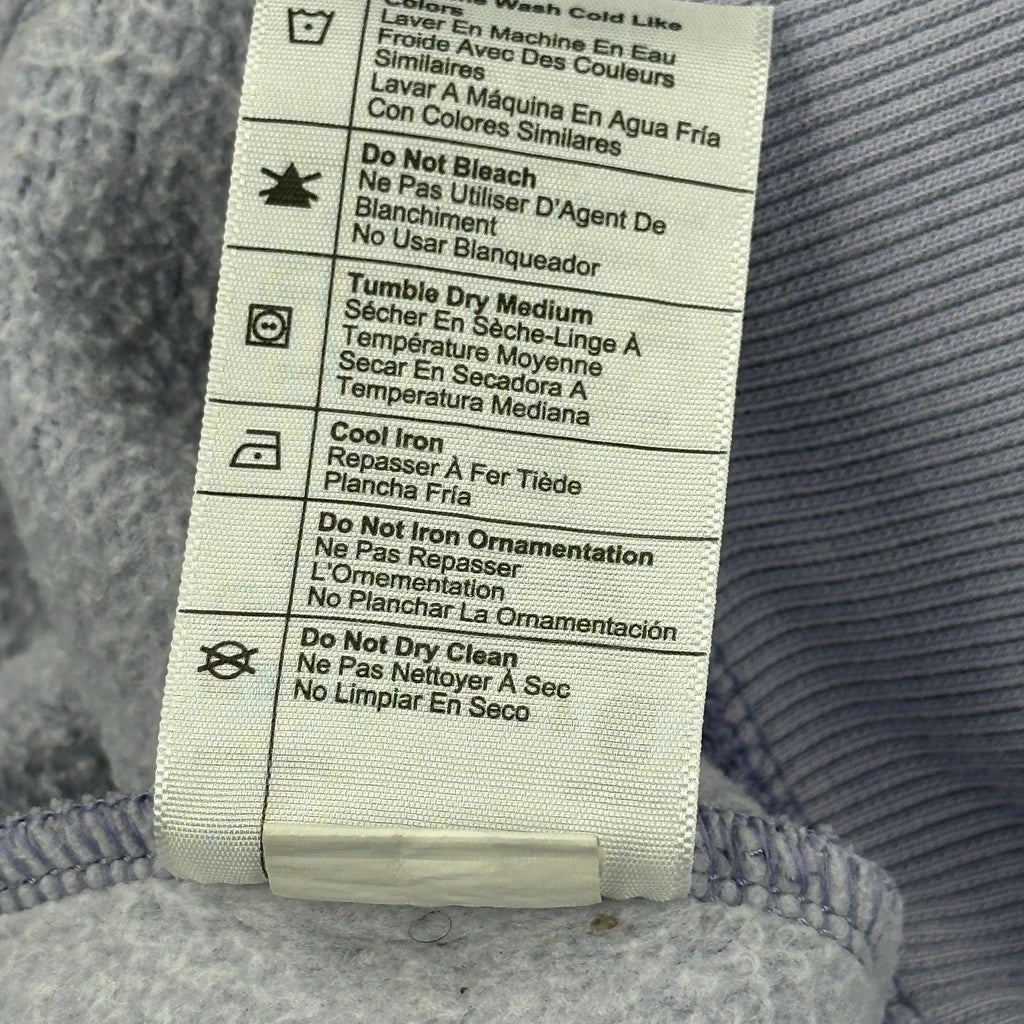 Wash Cold Like
Colors
Laver En Machine En Eau
Froide Avec Des Couleurs
Similaires
Lavar A Máquina En Agua Fría
Con Colores Similares
Do Not Bleach
Ne Pas Utiliser D'Agent De
Blanchiment
No Usar Blanqueador
Tumble Dry Medium
Sécher En Sèche-Linge À
Température Moyenne
Secar En Secadora A
Temperatura Mediana
Cool Iron
Repasser À Fer Tiède
Plancha Fría
Do Not Iron Ornamentation
Ne Pas Repasser
L'Ornementation
No Planchar La Ornamentación
Do Not Dry Clean
Ne Pas Nettoyer À Sec
No Limpiar En Seco